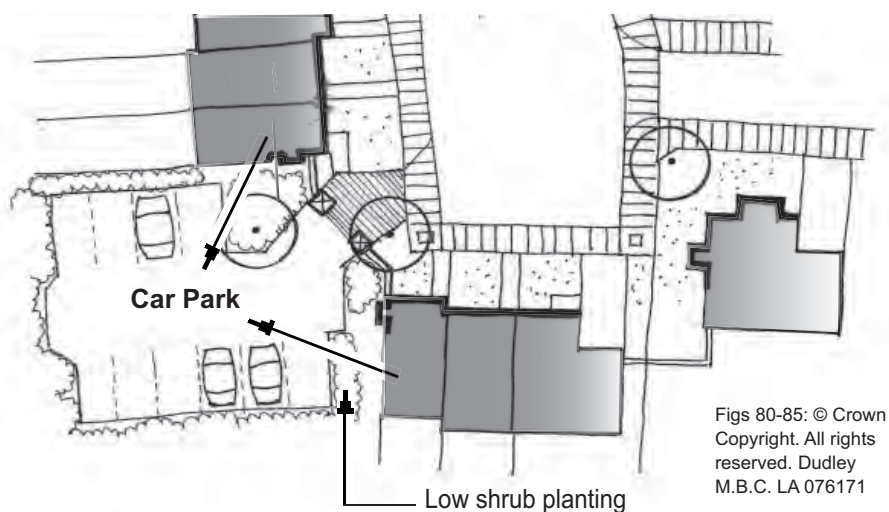 Car Park
Figs 80-85: © Crown
Copyright. All rights
reserved. Dudley
M.B.C. LA 076171
Low shrub planting